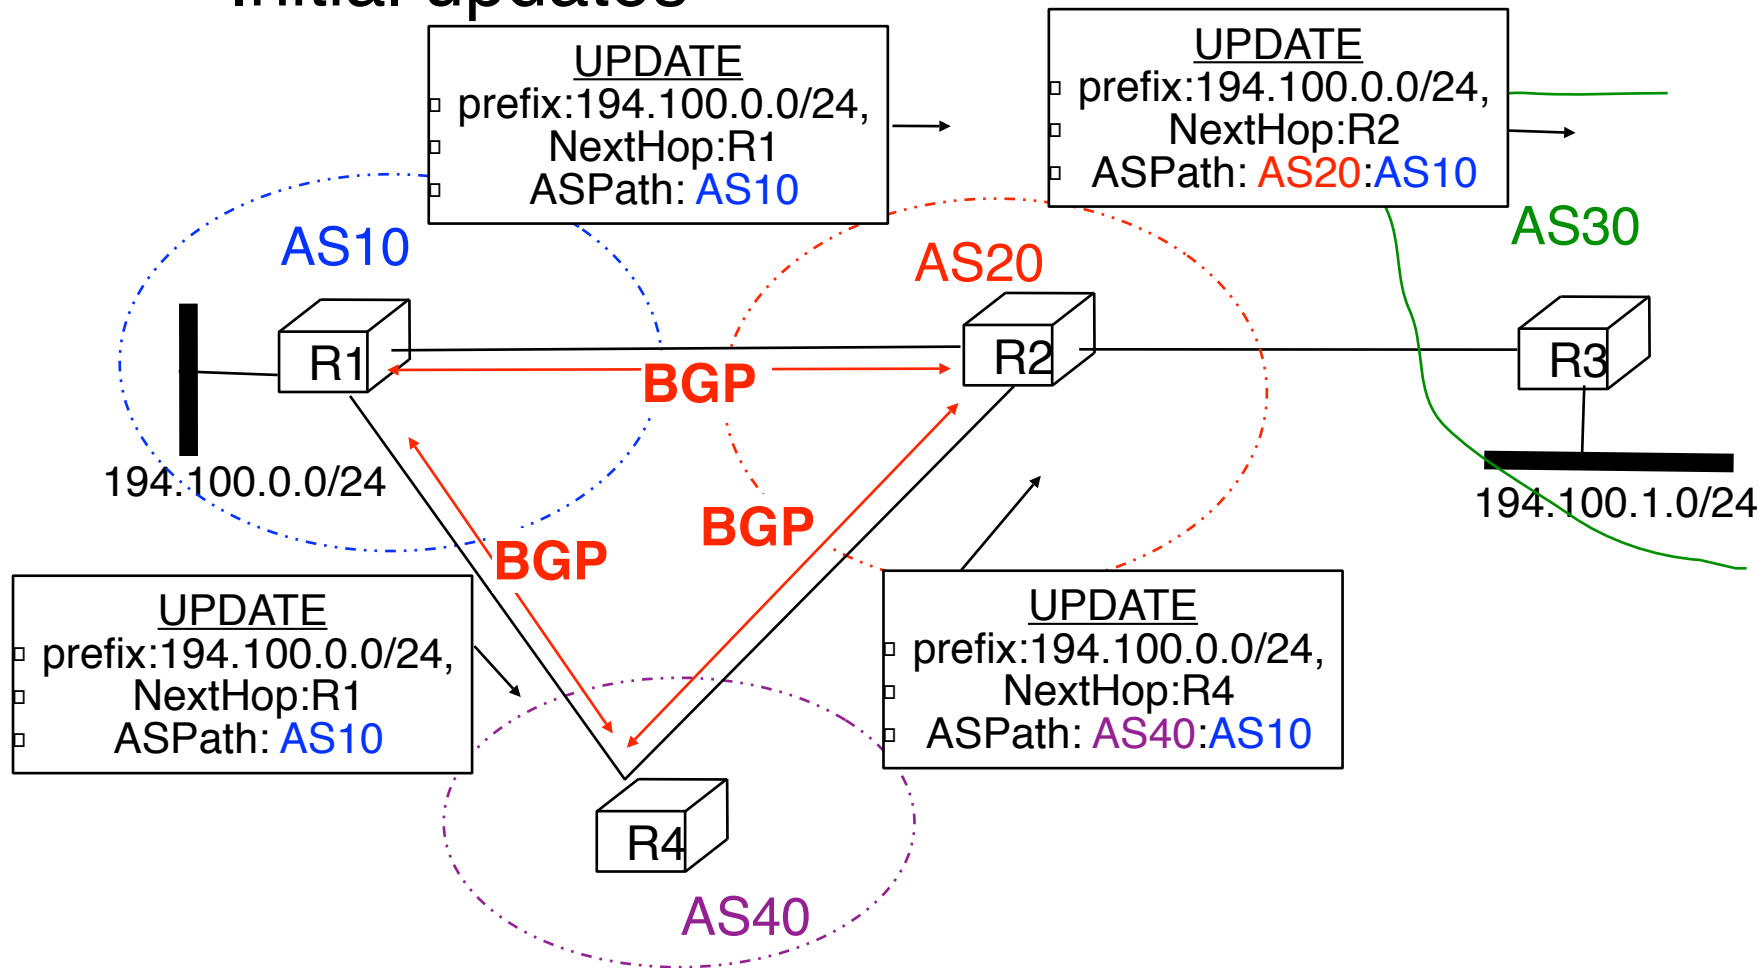 Initial updates
UPDATE
prefix:194.100.0.0/24,
NextHop:R1
ASPath: AS10
UPDATE
prefix:194.100.0.0/24,
NextHop:R2
ASPath: AS20:AS10
AS10
AS20
AS30
R1
R2
R3
BGP
194.100.0.0/24
194.100.1.0/24
BGP
BGP
UPDATE
prefix:194.100.0.0/24,
NextHop:R1
ASPath: AS10
UPDATE
prefix:194.100.0.0/24,
NextHop:R4
ASPath: AS40:AS10
R4
AS40